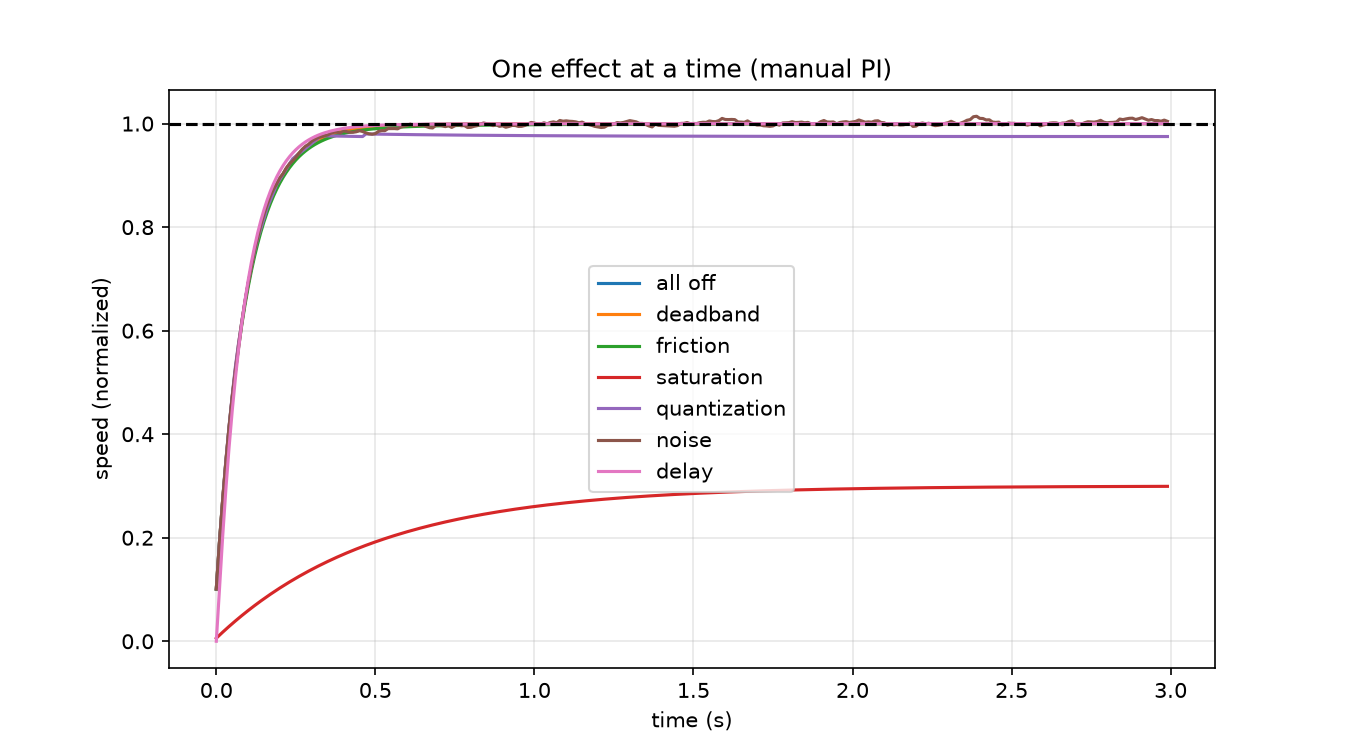 One effect at a time (manual PI)
speed (normalized)
1.0
0.8
0.6
0.4
0.2
0.0
all off
deadband
friction
saturation
quantization
noise
delay
0.0 0.5 1.0 1.5 2.0 2.5 3.0
time (s)